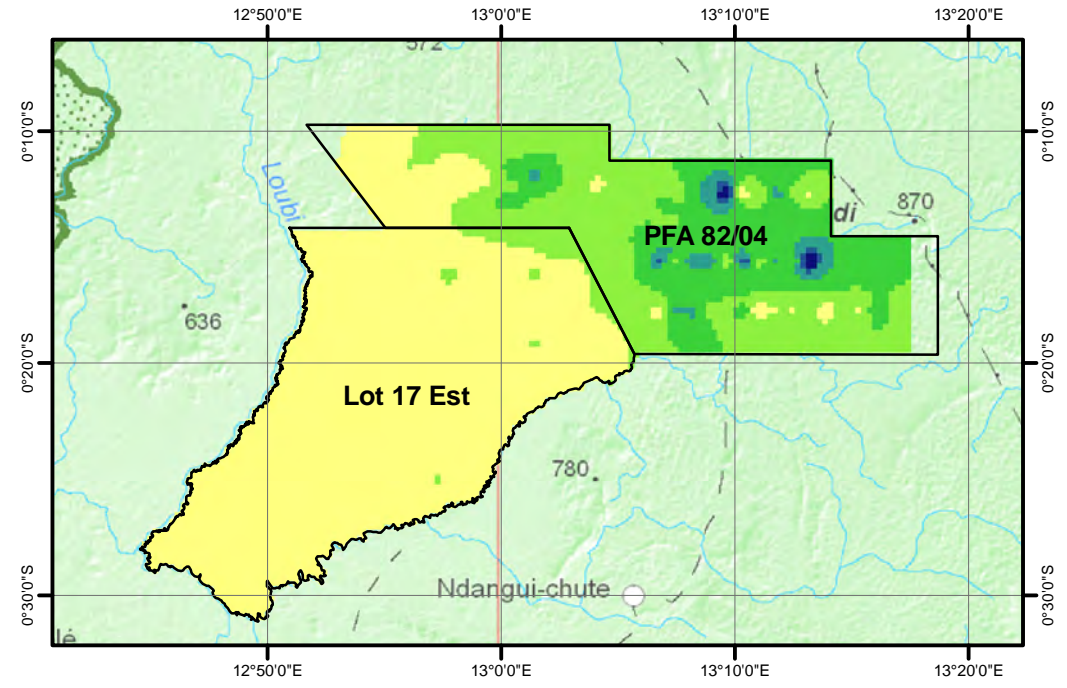 12°50'0"E 13°0'0"E 13°10'0"E 13°20'0"E
572
0°10'0"S 0°10'0"S
Loubi
870
di
PFA 82/04
636
0°20'0"S 0°20'0"S
Lot 17 Est
780
Ndangui-chute
0°30'0"S 0°30'0"S
lé
12°50'0"E 13°0'0"E 13°10'0"E 13°20'0"E